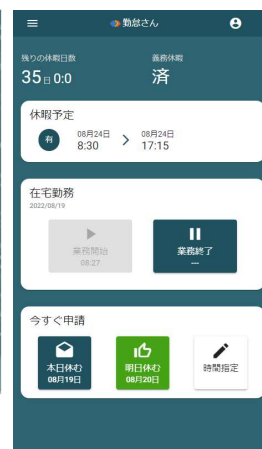 勤怠さん
残りの休暇日数
義務休暇
35日 0:0
済
休暇予定
有
08月24日
8:30
08月24日
17:15
在宅勤務
2022/08/19
業務開始
08:27
業務終了
—
今すぐ申請
本日休む
08月19日
明日休む
08月20日
時間指定